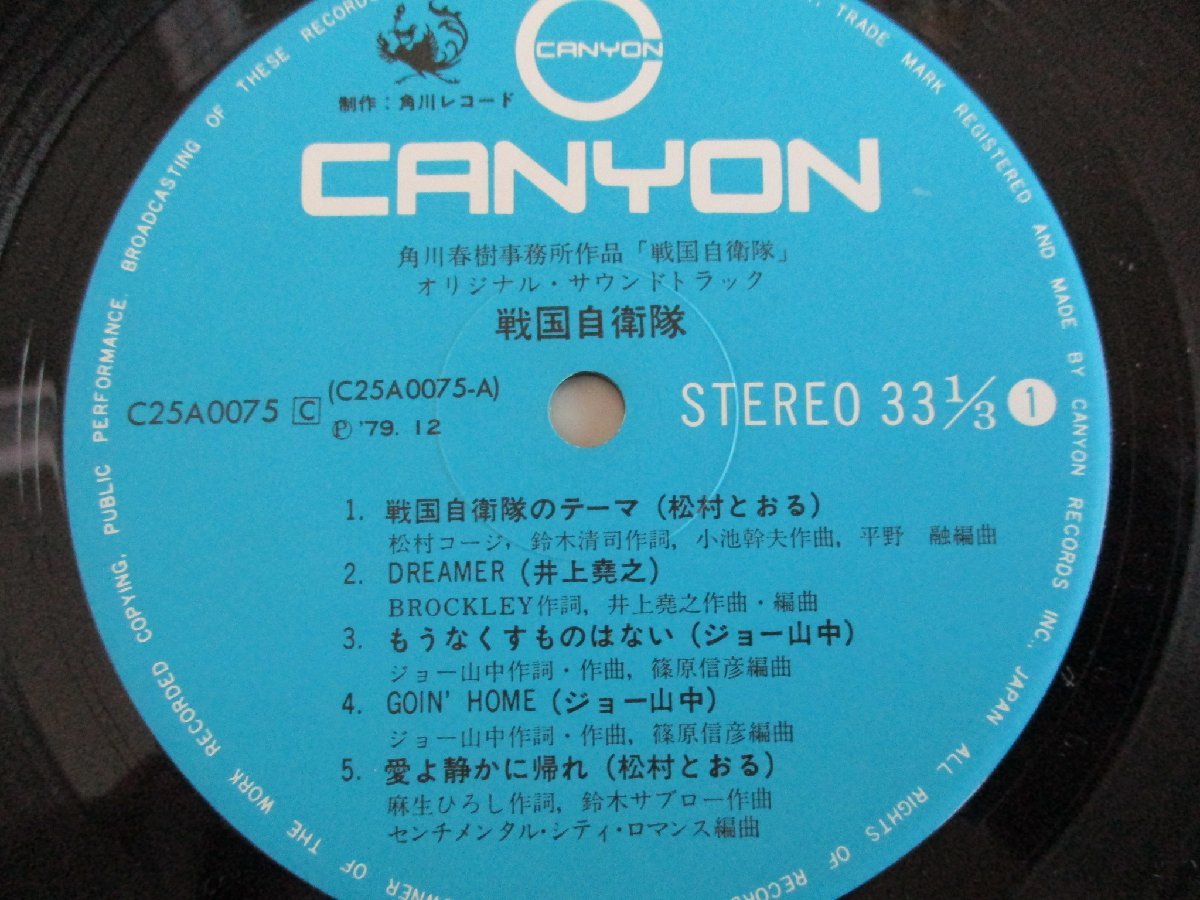 CANYON
制作：角川レコード
CANYON
角川春樹事務所作品「戦国自衛隊」
オリジナル・サウンドトラック
戦国自衛隊
C25A0075 C (C25A0075-A)
Ⓟ '79. 12
STEREO 33 1/3 1
1. 戦国自衛隊のテーマ (松村とおる)
松村コージ, 鈴木清司作詞, 小池幹夫作曲, 平野 融編曲
2. DREAMER (井上堯之)
BROCKLEY作詞, 井上堯之作曲・編曲
3. もうなくすものはない (ジョー山中)
ジョー山中作詞・作曲, 篠原信彦編曲
4. GOIN' HOME (ジョー山中)
ジョー山中作詞・作曲, 篠原信彦編曲
5. 愛よ静かに帰れ (松村とおる)
麻生ひろし作詞, 鈴木サブロー作曲
センチメンタル・シティ・ロマンス編曲
TRADE MARK REGISTERED AND MADE BY CANYON RECORDS INC., JAPAN ALL RIGHTS OF RECORDED
OWNER OF THE WORK RECORDED COPYING, PUBLIC PERFORMANCE, BROADCASTING OF THESE RECORDS